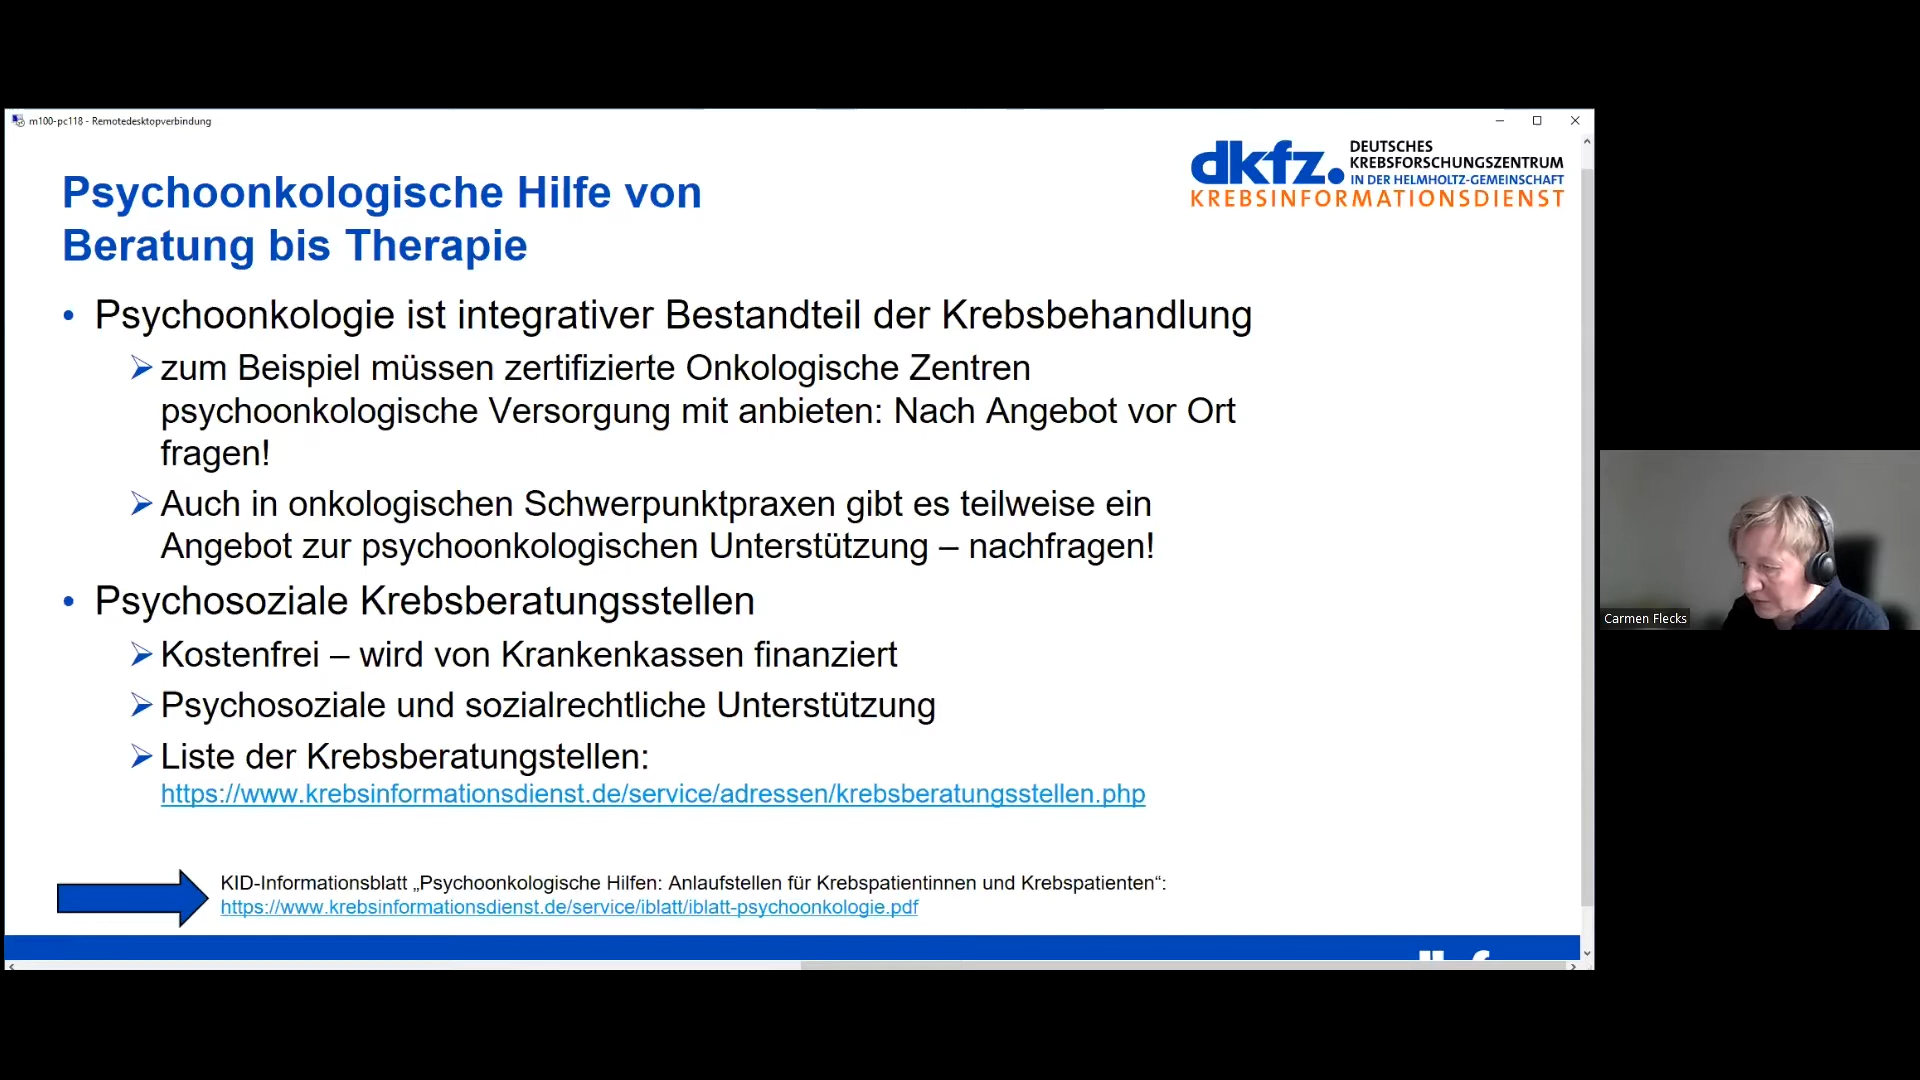 m100-pc118 - Remotedesktopverbindung
dkfz.
DEUTSCHES
KREBSFORSCHUNGSZENTRUM
IN DER HELMHOLTZ-GEMEINSCHAFT
KREBSINFORMATIONSDIENST
Psychoonkologische Hilfe von
Beratung bis Therapie
• Psychoonkologie ist integrativer Bestandteil der Krebsbehandlung
➢ zum Beispiel müssen zertifizierte Onkologische Zentren
psychoonkologische Versorgung mit anbieten: Nach Angebot vor Ort
fragen!
➢ Auch in onkologischen Schwerpunktpraxen gibt es teilweise ein
Angebot zur psychoonkologischen Unterstützung – nachfragen!
• Psychosoziale Krebsberatungsstellen
➢ Kostenfrei – wird von Krankenkassen finanziert
➢ Psychosoziale und sozialrechtliche Unterstützung
➢ Liste der Krebsberatungstellen:
https://www.krebsinformationsdienst.de/service/adressen/krebsberatungsstellen.php
KID-Informationsblatt „Psychoonkologische Hilfen: Anlaufstellen für Krebspatientinnen und Krebspatienten“:
https://www.krebsinformationsdienst.de/service/iblatt/iblatt-psychoonkologie.pdf
Carmen Flecks